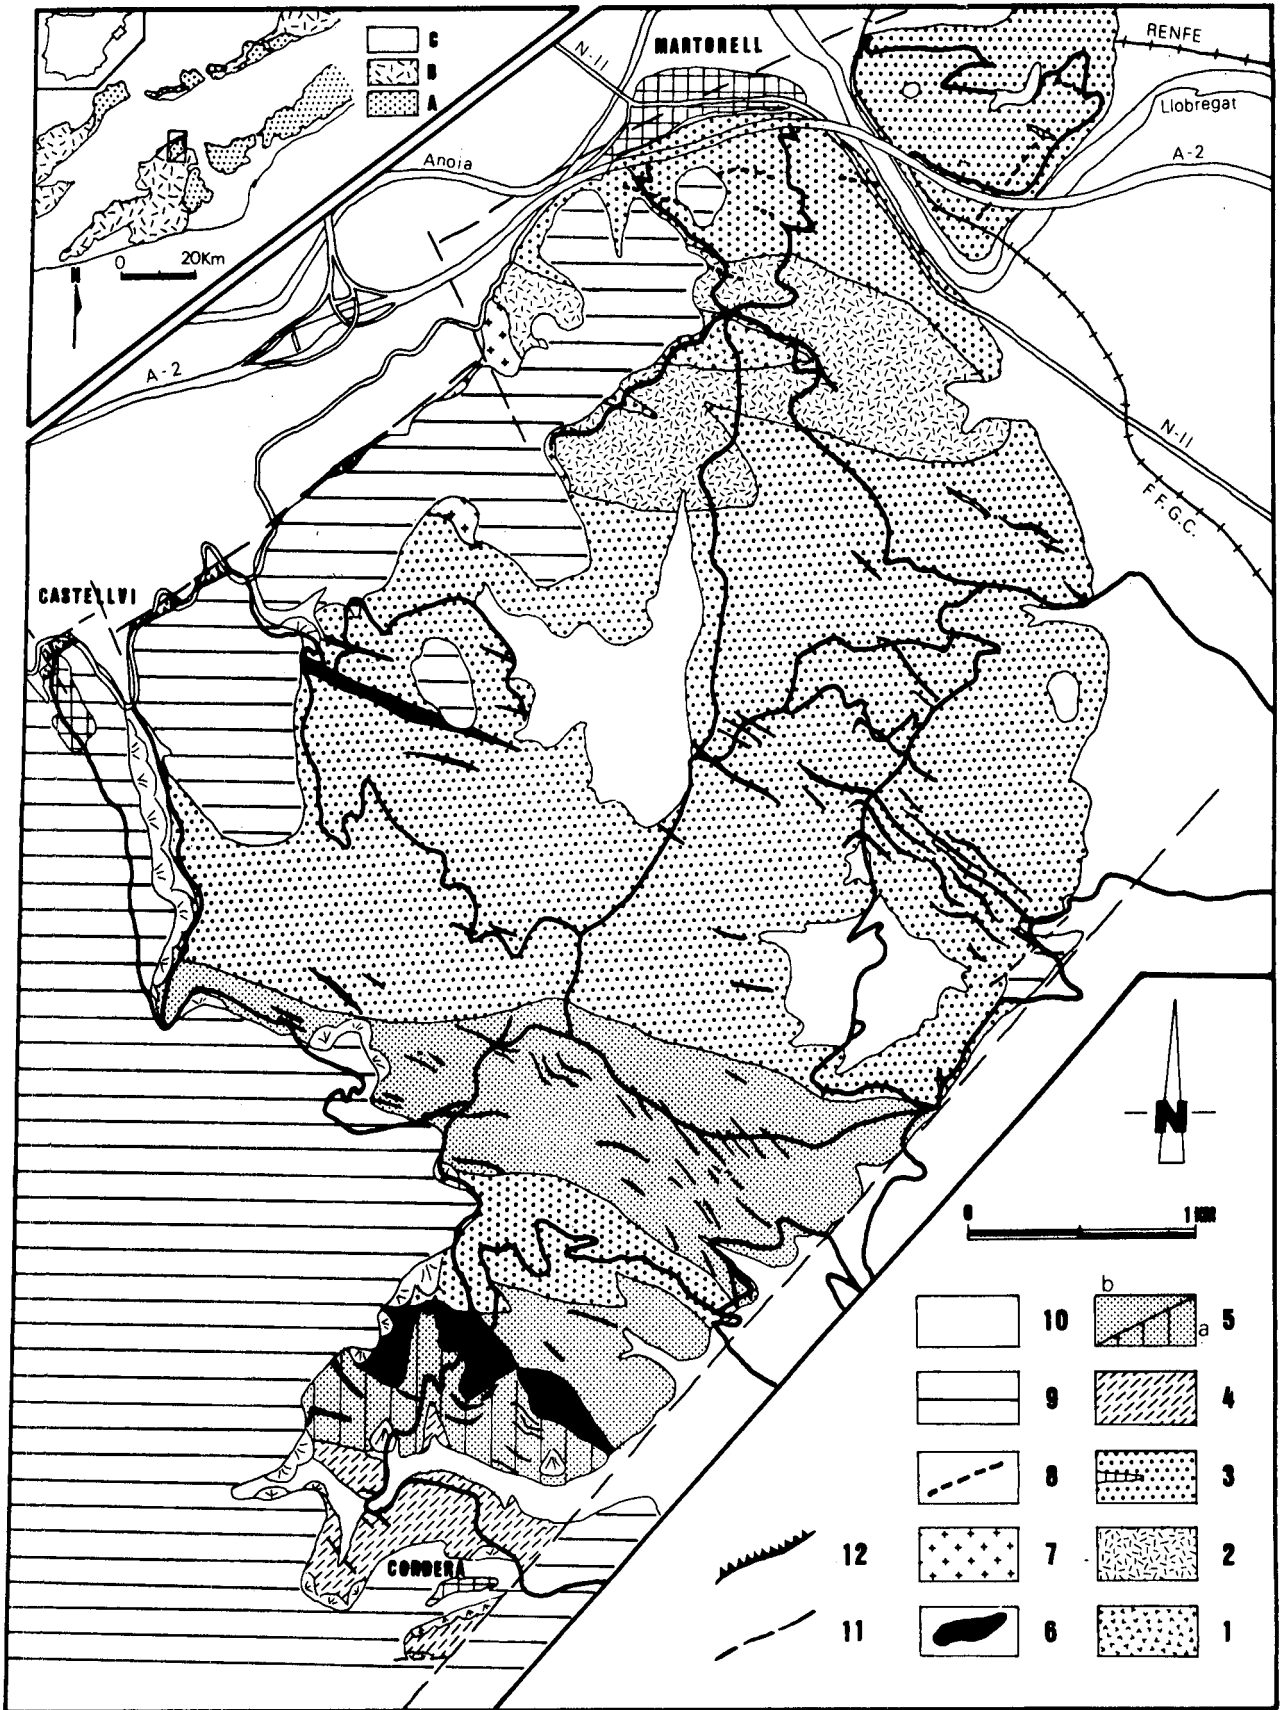 C
B
A
N
0 20Km
N-II
MARTORELL
RENFE
Llobregat
A-2
Anoia
A-2
N-II
F.F.G.C.
CASTELLVI
N
0 1 KM
b
a
10 5
9 4
8 3
12 7 2
11 6 1
CORBERA